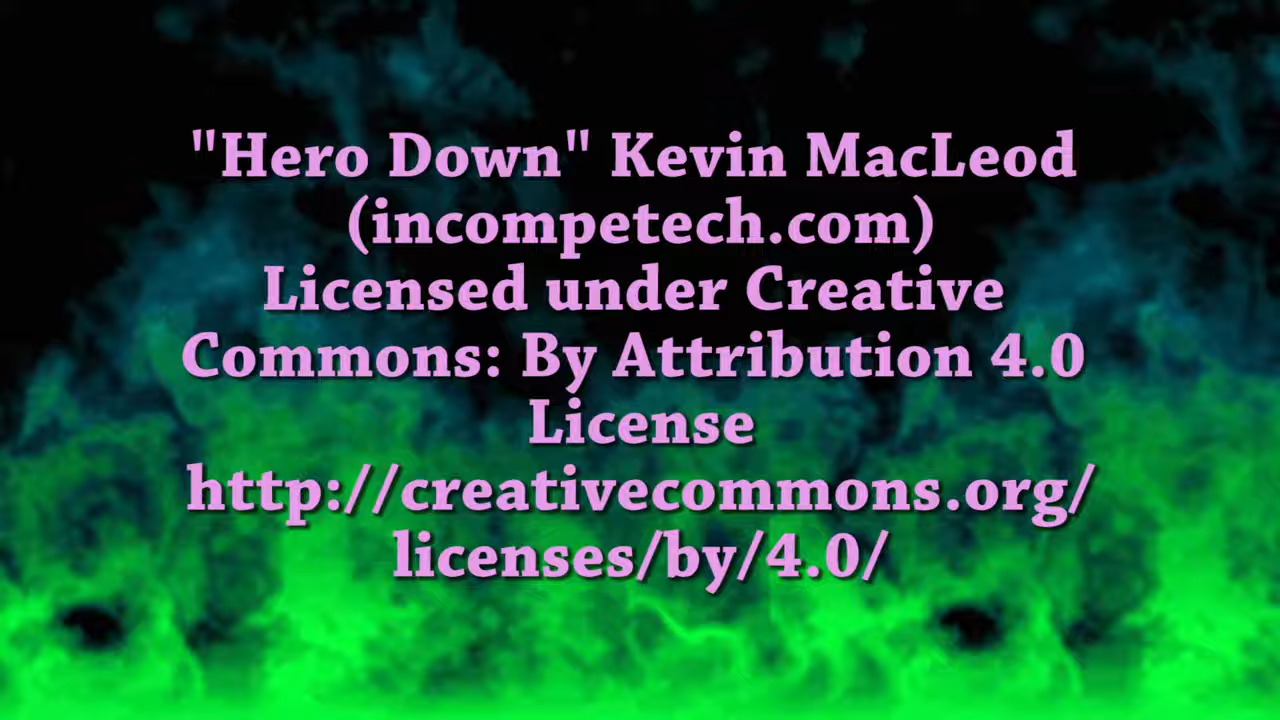 "Hero Down" Kevin MacLeod
(incompetech.com)
Licensed under Creative
Commons: By Attribution 4.0
License
http://creativecommons.org/
licenses/by/4.0/